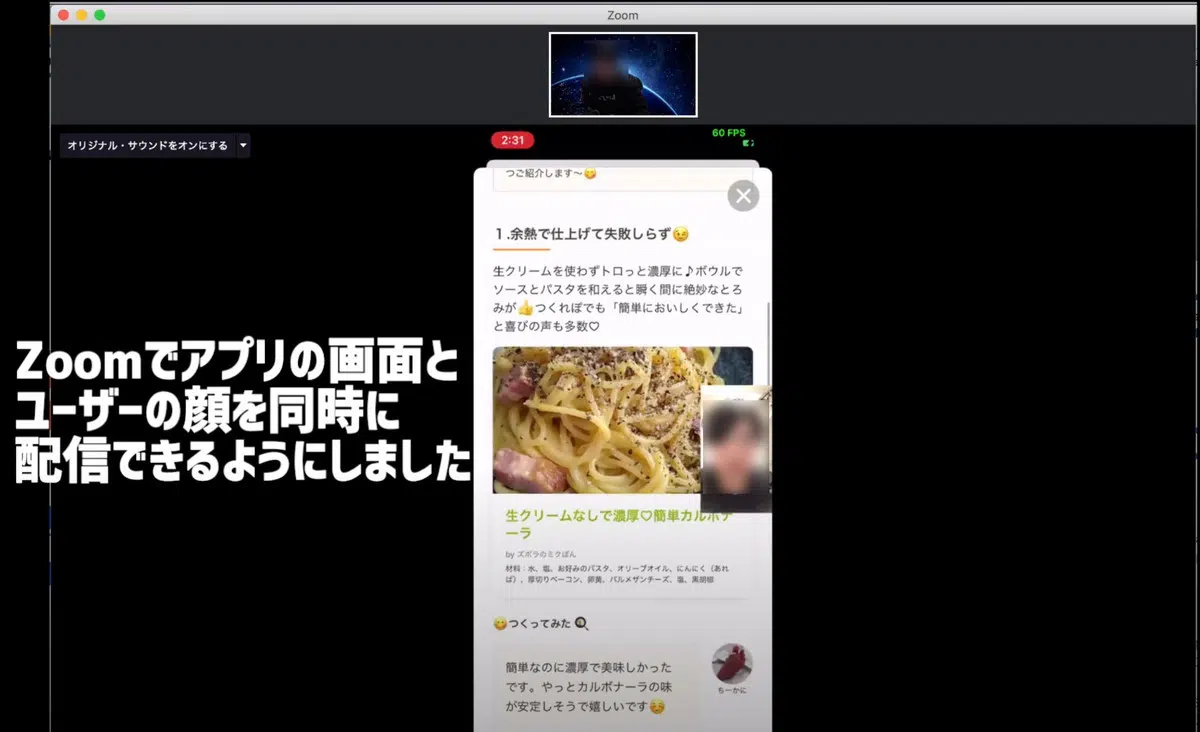 Zoom
オリジナル・サウンドをオンにする
2:31
60 FPS
つご紹介します〜😋
1.余熱で仕上げて失敗しらず😉
生クリームを使わずトロっと濃厚に♪ボウルで
ソースとパスタを和えると瞬く間に絶妙なとろ
みが👍つくれぽでも「簡単においしくできた」
と喜びの声も多数♡
Zoomでアプリの画面と
ユーザーの顔を同時に
配信できるようにしました
生クリームなしで濃厚♡簡単カルボナ
ーラ
by ズボラのミクぱん
材料：水、塩、お好みのパスタ、オリーブオイル、にんにく（あれ
ば）、厚切りベーコン、卵黄、パルメザンチーズ、塩、黒胡椒
😋つくってみた🔍
簡単なのに濃厚で美味しかった
です。やっとカルボナーラの味
が安定しそうで嬉しいです☺️
ちーかに